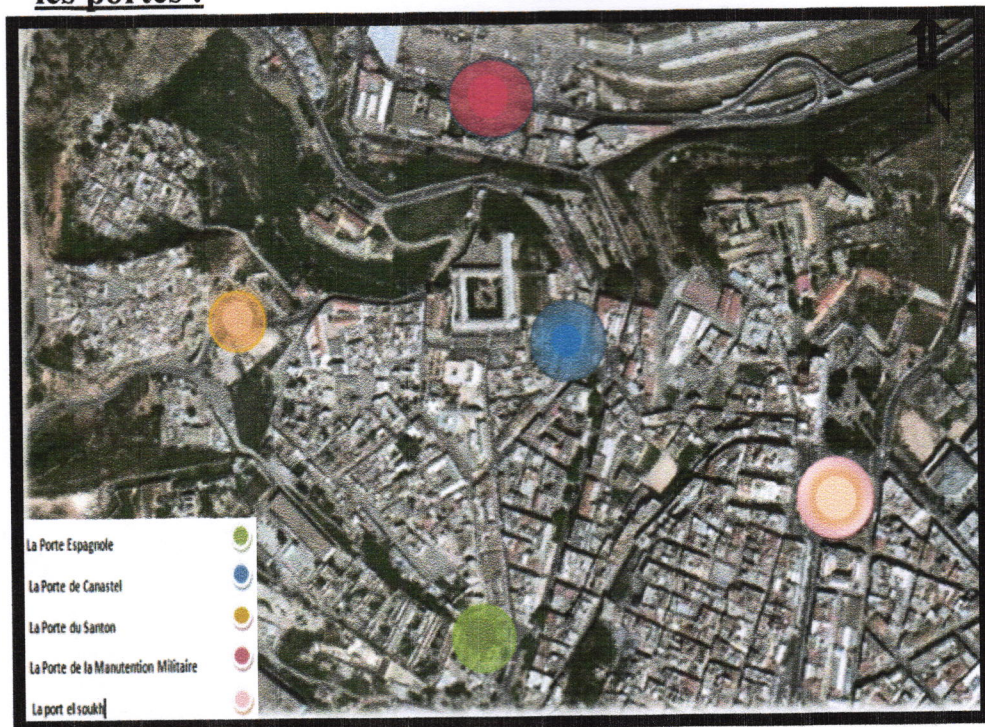 les portes :
N
La Porte Espagnole
La Porte de Canastel
La Porte du Santon
La Porte de la Manutention Militaire
La port el soukh